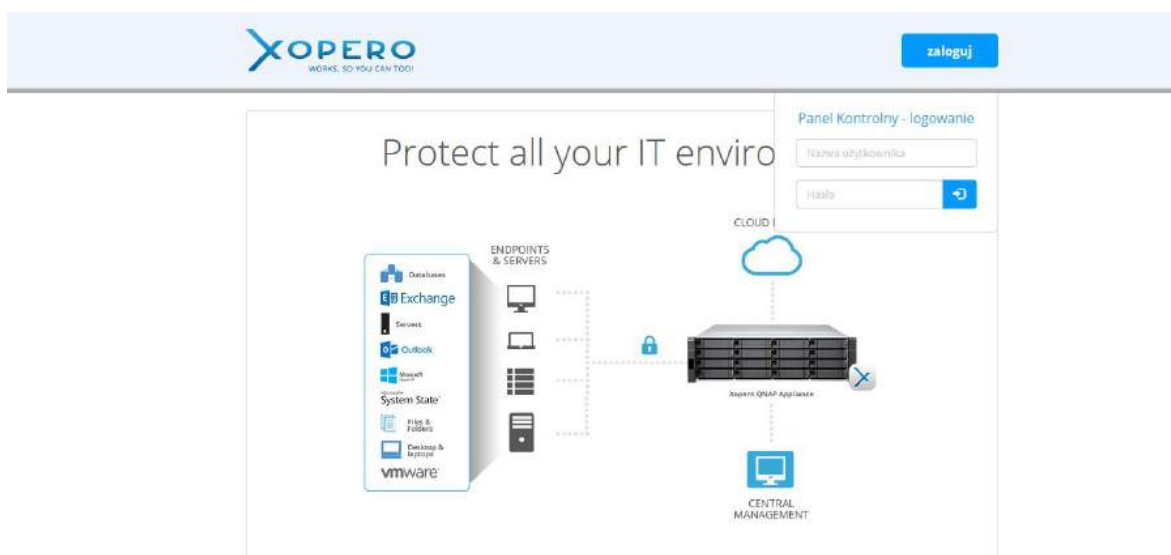 XOPERO
WORKS. SO YOU CAN TOO!
zaloguj
Panel Kontrolny - logowanie
Nazwa użytkownika
Hasło
Protect all your IT enviro
CLOUD
ENDPOINTS
& SERVERS
Databases
Exchange
Servers
Outlook
Microsoft
System State
Files &
Folders
Desktop &
laptops
vmware
Xopero QNAP Appliance
CENTRAL
MANAGEMENT